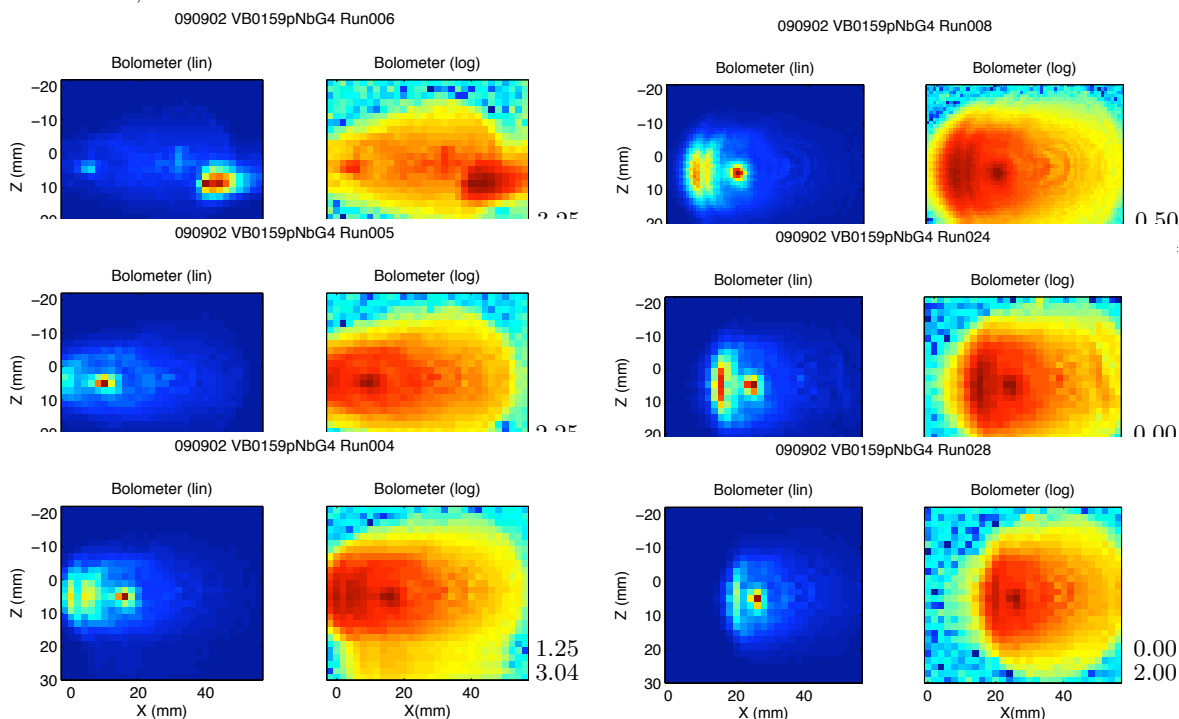 090902 VB0159pNbG4 Run006
Bolometer (lin) Bolometer (log)
−20
−10
0
10
Z (mm)
090902 VB0159pNbG4 Run005
Bolometer (lin) Bolometer (log)
−20
−10
0
10
Z (mm)
090902 VB0159pNbG4 Run004
Bolometer (lin) Bolometer (log)
−20
−10
0
10
20
30
Z (mm)
0 20 40 0 20 40
X (mm) X(mm)
1.25
3.04
090902 VB0159pNbG4 Run008
Bolometer (lin) Bolometer (log)
−20
−10
0
10
20
Z (mm)
0.50
090902 VB0159pNbG4 Run024
Bolometer (lin) Bolometer (log)
−20
−10
0
10
20
Z (mm)
0.00
090902 VB0159pNbG4 Run028
Bolometer (lin) Bolometer (log)
−20
−10
0
10
20
30
Z (mm)
0 20 40 0 20 40
X (mm) X(mm)
0.00
2.00